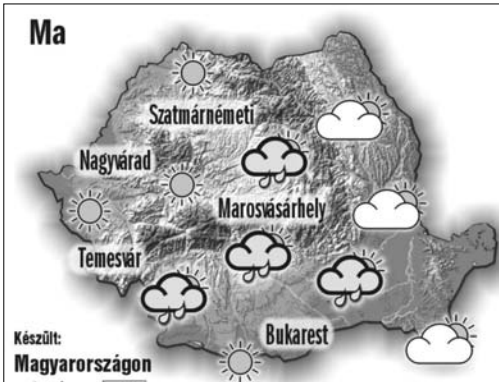 Ma
Szatmárnémeti
Nagyvárad
Marosvásárhely
Temesvár
Bukarest
Készült:
Magyarországon